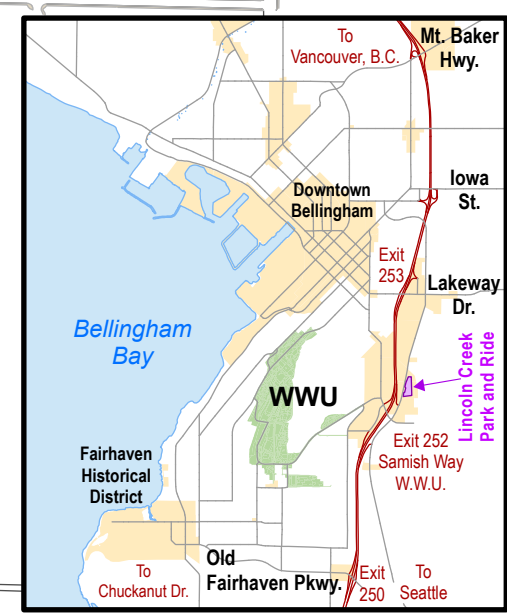 To
Vancouver, B.C.
Mt. Baker
Hwy.
Iowa
St.
Downtown
Bellingham
Exit
253
Lakeway
Dr.
Bellingham
Bay
WWU
Lincoln Creek
Park and Ride
Exit 252
Samish Way
W.W.U.
Fairhaven
Historical
District
Old
Fairhaven Pkwy.
To
Chuckanut Dr.
Exit
250
To
Seattle